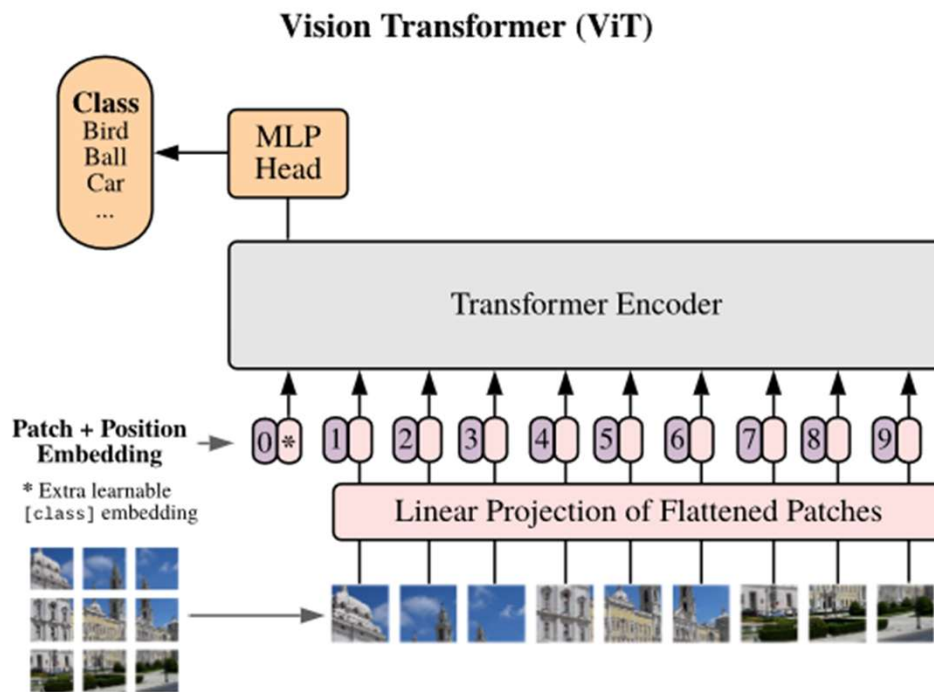 Vision Transformer (ViT)
Class
Bird
Ball
Car
...
MLP
Head
Transformer Encoder
Patch + Position
Embedding
0 * 1 2 3 4 5 6 7 8 9
* Extra learnable
[class] embedding
Linear Projection of Flattened Patches